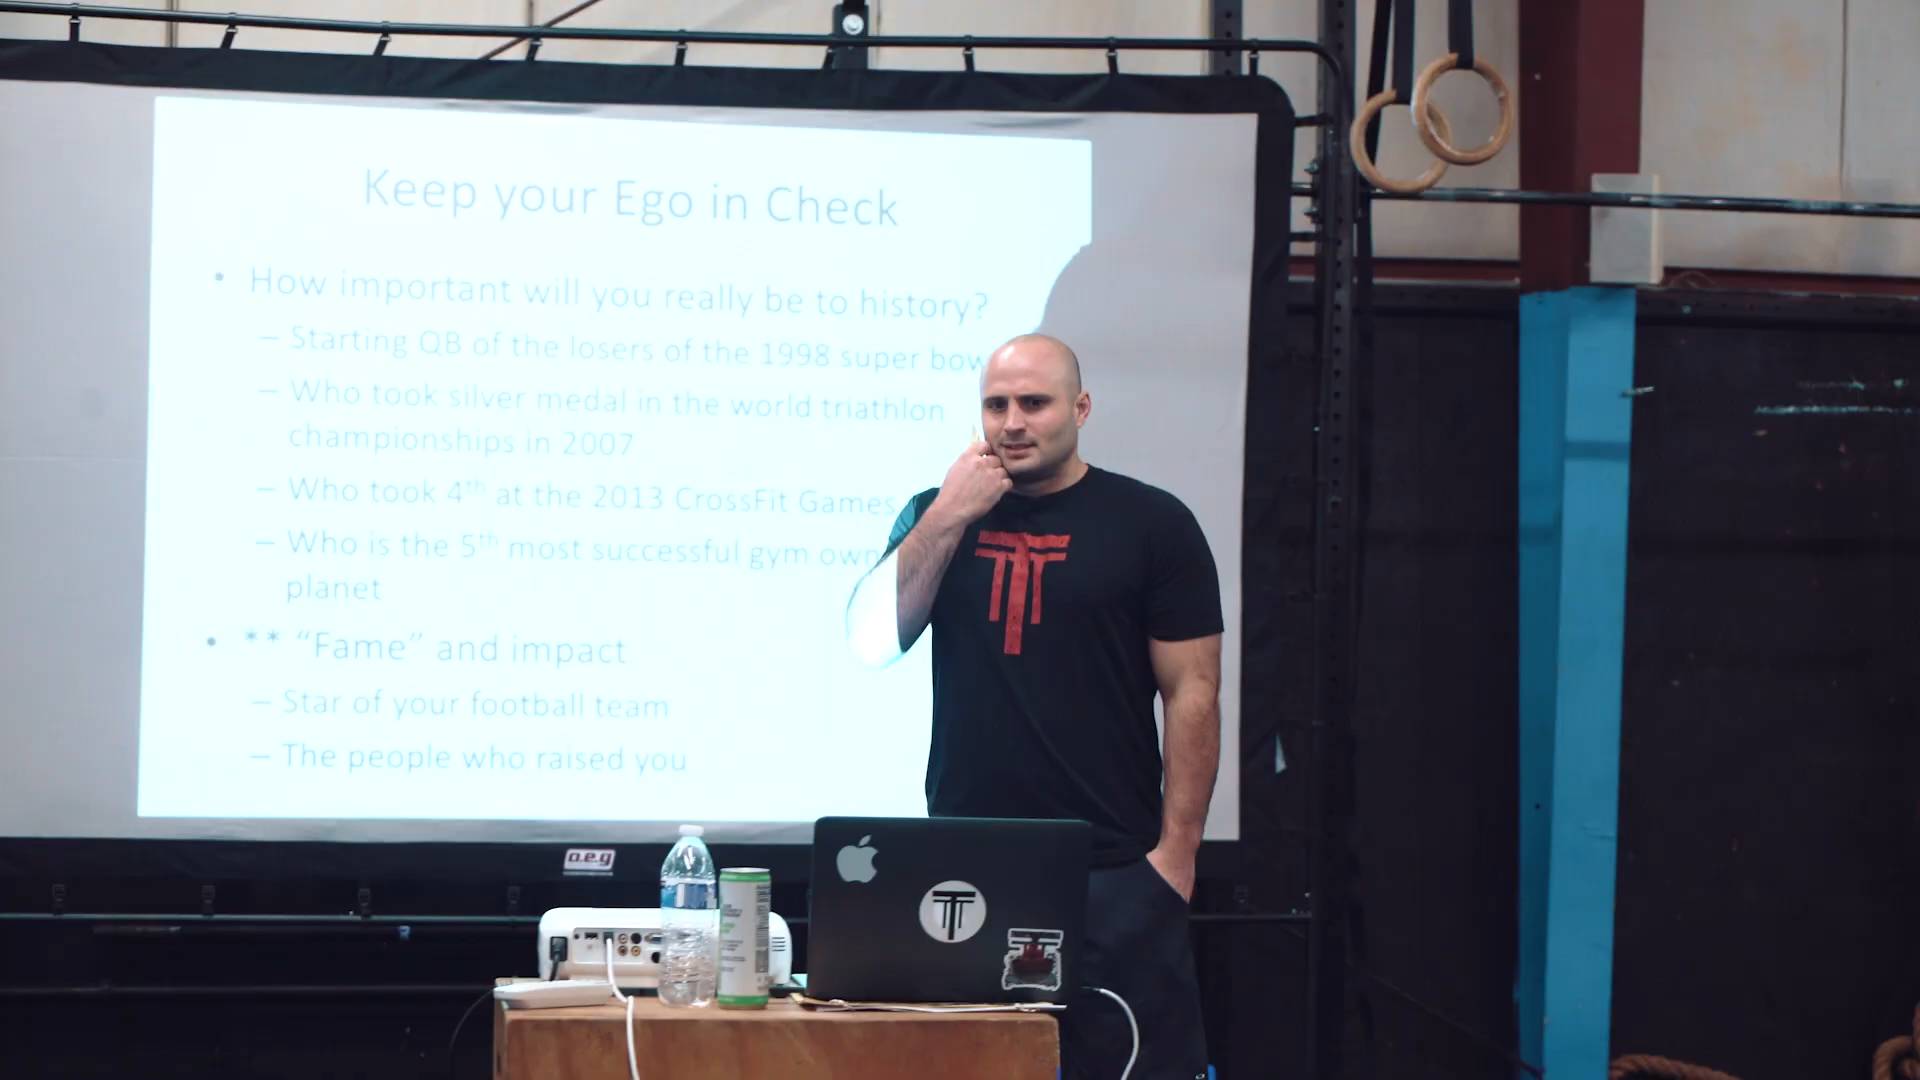 Keep your Ego in Check
• How important will you really be to history?
– Starting QB of the losers of the 1998 super
– Who took silver medal in the world triathlon
championships in 2007
– Who took 4th at the 2013 CrossFit Games
– Who is the 5th most successful gym
planet
• ** “Fame” and impact
– Star of your football team
– The people who raised you
o.e.g